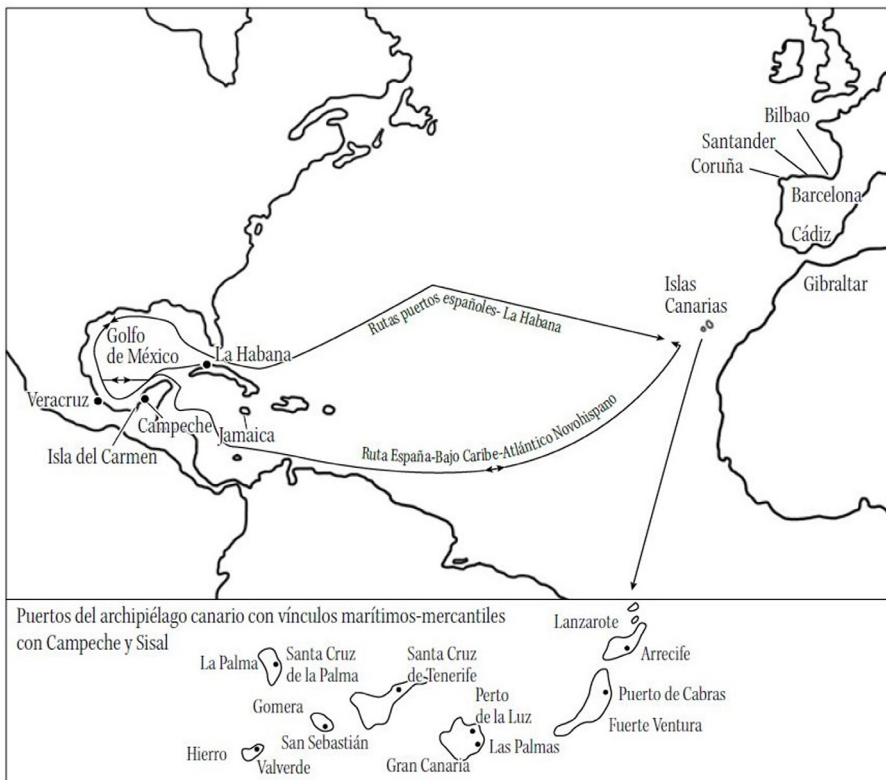 Bilbao
Santander
Coruña
Barcelona
Cádiz
Gibraltar
Islas
Canarias
Rutas puertos españoles- La Habana
Golfo
de México
La Habana
Veracruz
Campeche
Jamaica
Isla del Carmen
Ruta España-Bajo Caribe-Atlántico Novohispano
Puertos del archipiélago canario con vínculos marítimos-mercantiles
con Campeche y Sisal
Lanzarote
Arrecife
La Palma
Santa Cruz
de la Palma
Santa Cruz
de Tenerife
Gomera
San Sebastián
Perto
de la Luz
Las Palmas
Gran Canaria
Puerto de Cabras
Fuerte Ventura
Hierro
Valverde